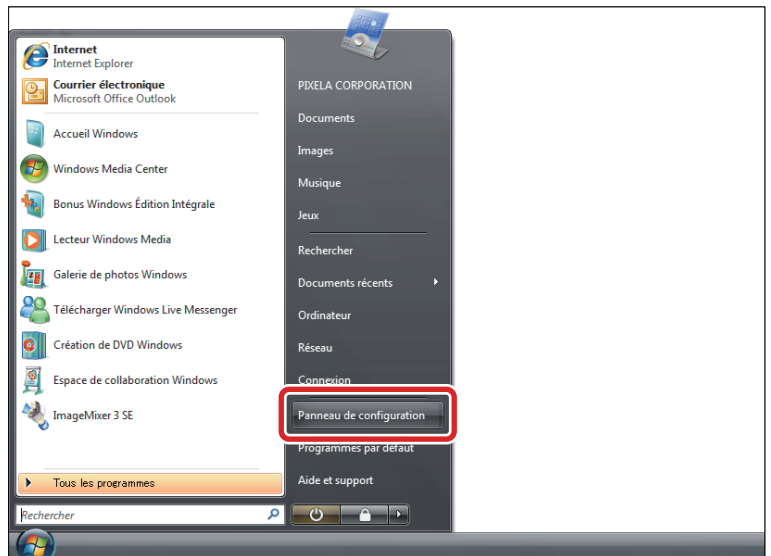 Internet
Internet Explorer
Courrier électronique
Microsoft Office Outlook
Accueil Windows
Windows Media Center
Bonus Windows Édition Intégrale
Lecteur Windows Media
Galerie de photos Windows
Télécharger Windows Live Messenger
Création de DVD Windows
Espace de collaboration Windows
ImageMixer 3 SE
Tous les programmes
Rechercher
PIXELA CORPORATION
Documents
Images
Musique
Jeux
Rechercher
Documents récents
Ordinateur
Réseau
Connexion
Panneau de configuration
Programmes par défaut
Aide et support